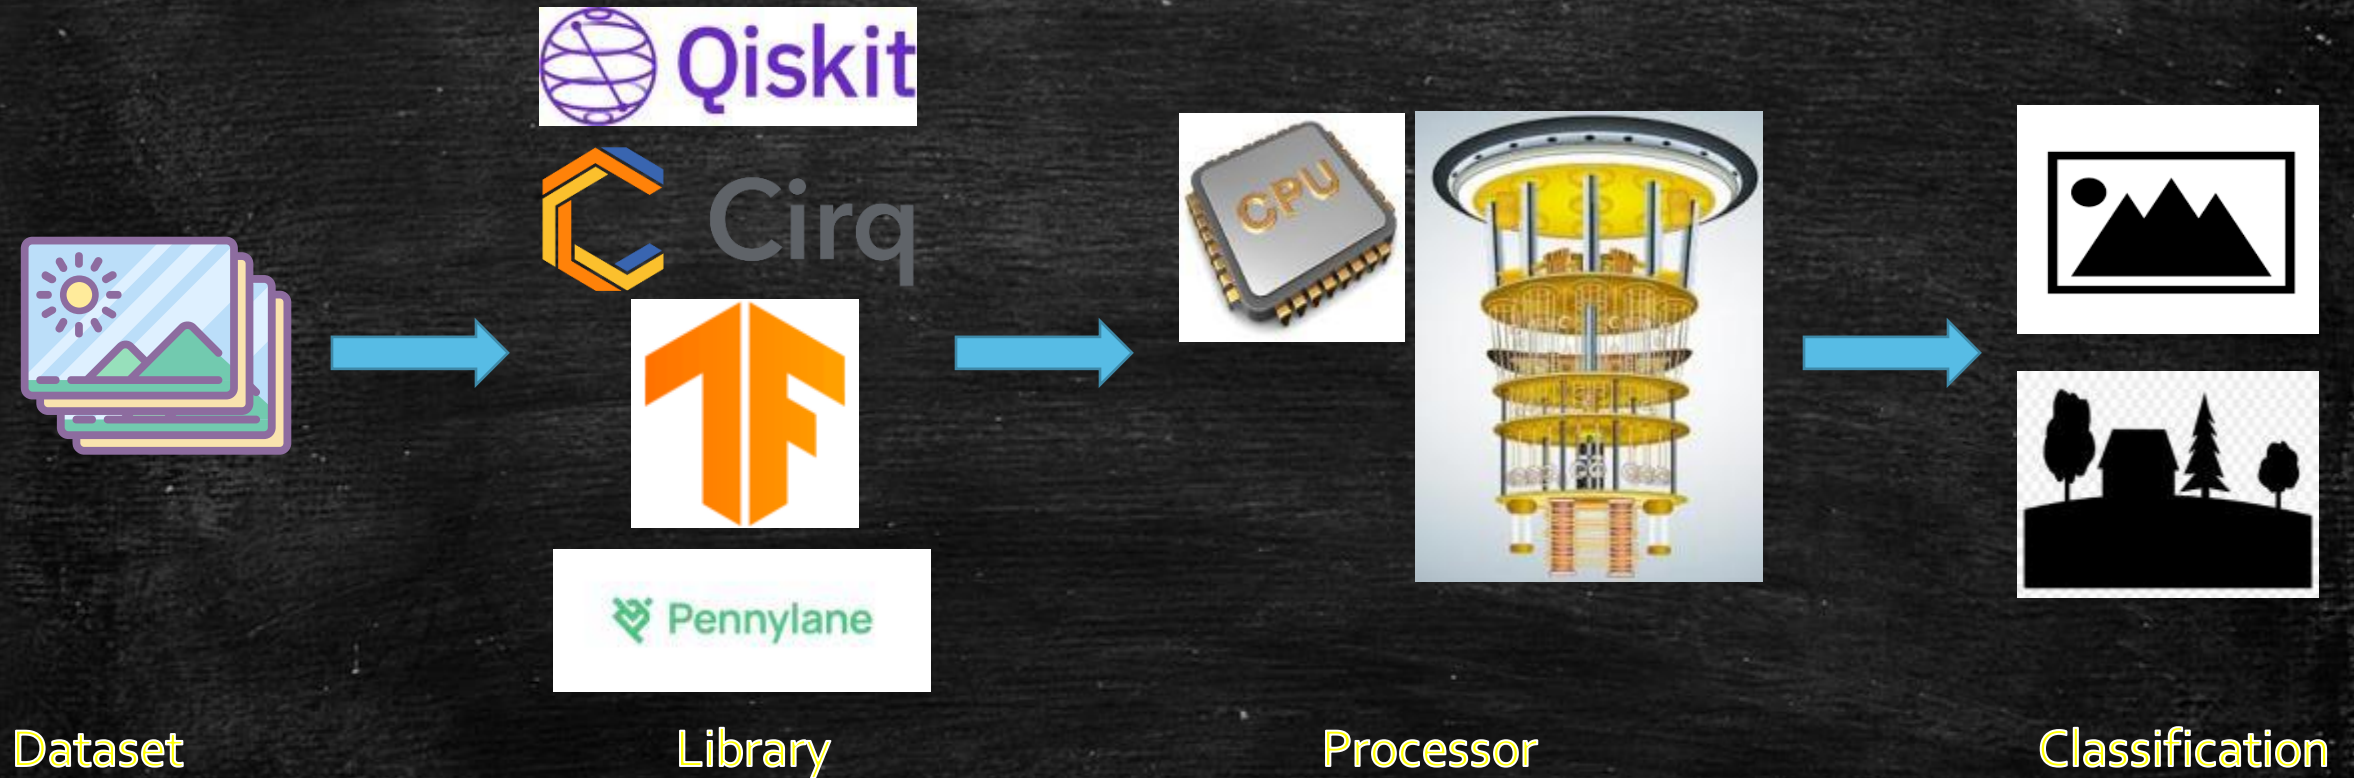 Qiskit
Cirq
CPU
Pennylane
Dataset
Library
Processor
Classification